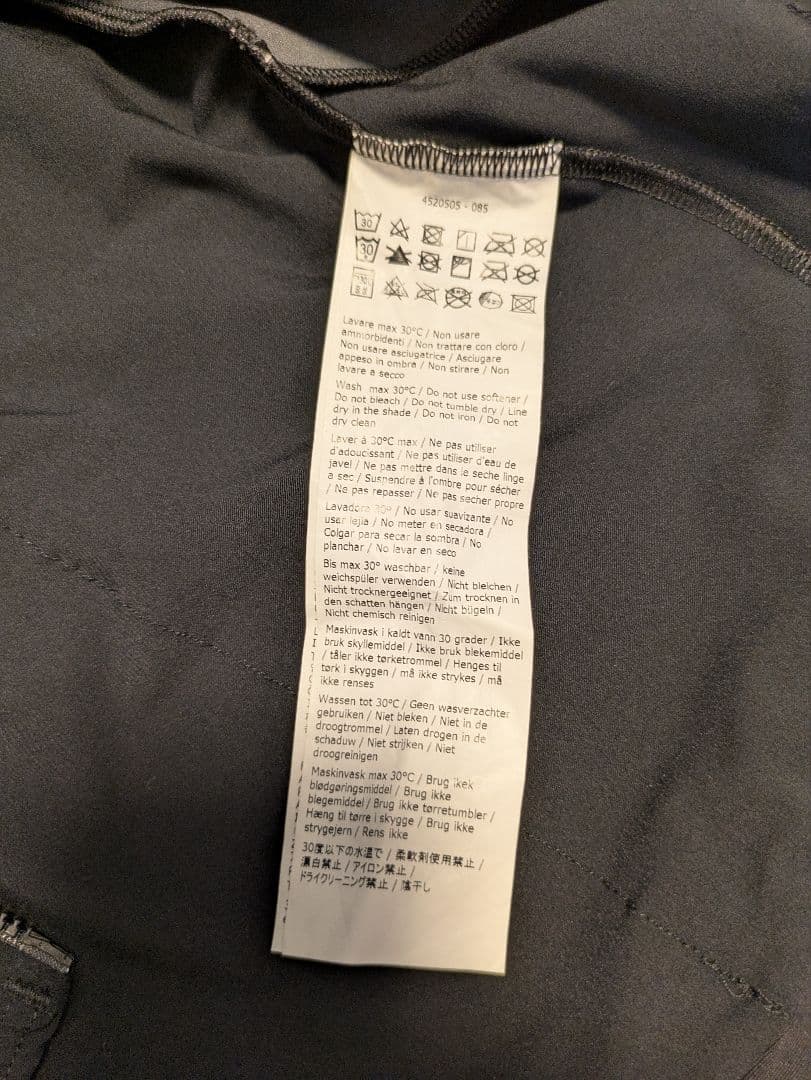 4520505 - 085
30
30
Lavare max 30°C / Non usare
ammorbidenti / Non trattare con cloro /
Non usare asciugatrice / Asciugare
appeso in ombra / Non stirare / Non
lavare a secco
Wash max 30°C / Do not use softener /
Do not bleach / Do not tumble dry / Line
dry in the shade / Do not iron / Do not
dry clean
Laver à 30°C max / Ne pas utiliser
d'adoucissant / Ne pas utiliser d'eau de
javel / Ne pas mettre dans le seche linge
a sec / Suspendre à l'ombre pour sécher
/ Ne pas repasser / Ne pas secher propre
Lavadora 30º / No usar suavizante / No
usar lejia / No meter en secadora /
Colgar para secar la sombra / No
planchar / No lavar en seco
Bis max 30° waschbar / keine
weichspüler verwenden / Nicht bleichen /
Nicht trocknergeeignet / Zum trocknen in
den schatten hängen / Nicht bügeln /
Nicht chemisch reinigen
Maskinvask i kaldt vann 30 grader / Ikke
bruk skyllemiddel / Ikke bruk blekemiddel
/ tåler ikke tørketrommel / Henges til
tørk i skyggen / må ikke strykes / må
ikke renses
Wassen tot 30°C / Geen wasverzachter
gebruiken / Niet bleken / Niet in de
droogtrommel / Laten drogen in de
schaduw / Niet strijken / Niet
droogreinigen
Maskinvask max 30°C / Brug ikek
blødgøringsmiddel / Brug ikke
blegemiddel / Brug ikke tørretumbler /
Hæng til tørre i skygge / Brug ikke
strygejern / Rens ikke
30度以下の水温で / 柔軟剤使用禁止 /
漂白禁止 / アイロン禁止 /
ドライクリーニング禁止 / 陰干し